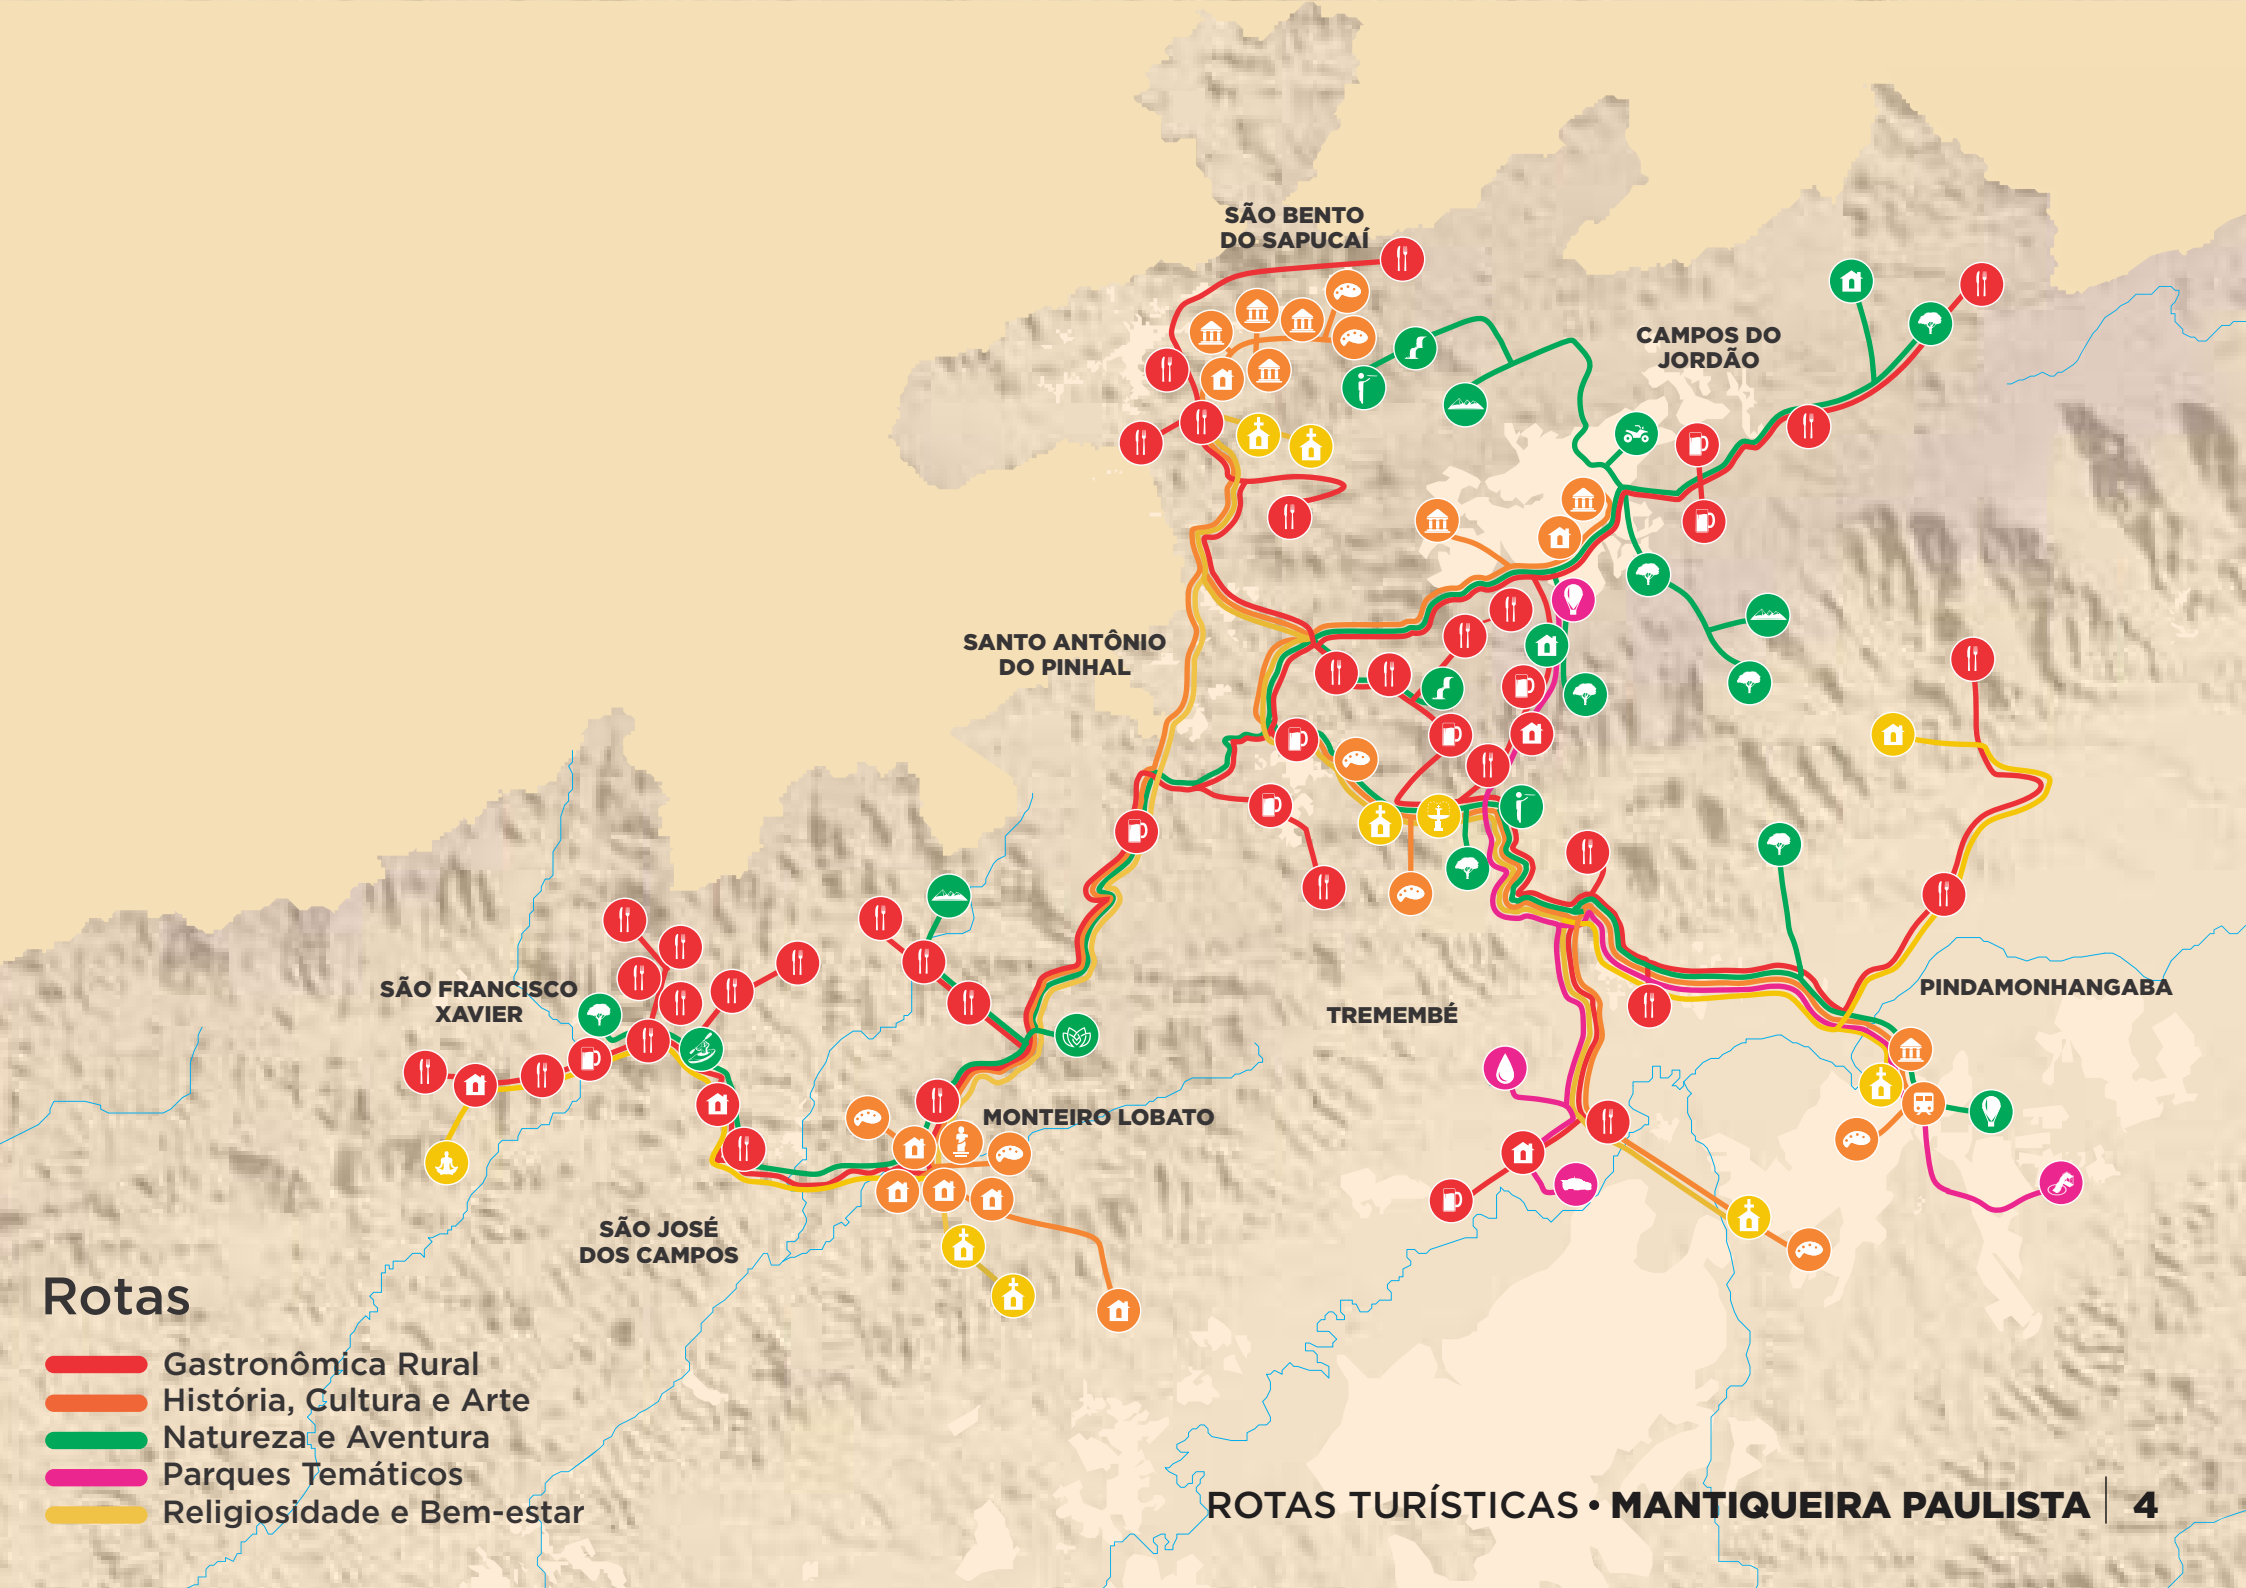 SÃO BENTO
DO SAPUCAÍ
CAMPOS DO
JORDÃO
SANTO ANTÔNIO
DO PINHAL
SÃO FRANCISCO
XAVIER
PINDAMONHANGABA
TREMEMBÉ
MONTEIRO LOBATO
SÃO JOSÉ
DOS CAMPOS
Rotas
Gastronômica Rural
História, Cultura e Arte
Natureza e Aventura
Parques Temáticos
Religiosidade e Bem-estar
ROTAS TURÍSTICAS • MANTIQUEIRA PAULISTA | 4